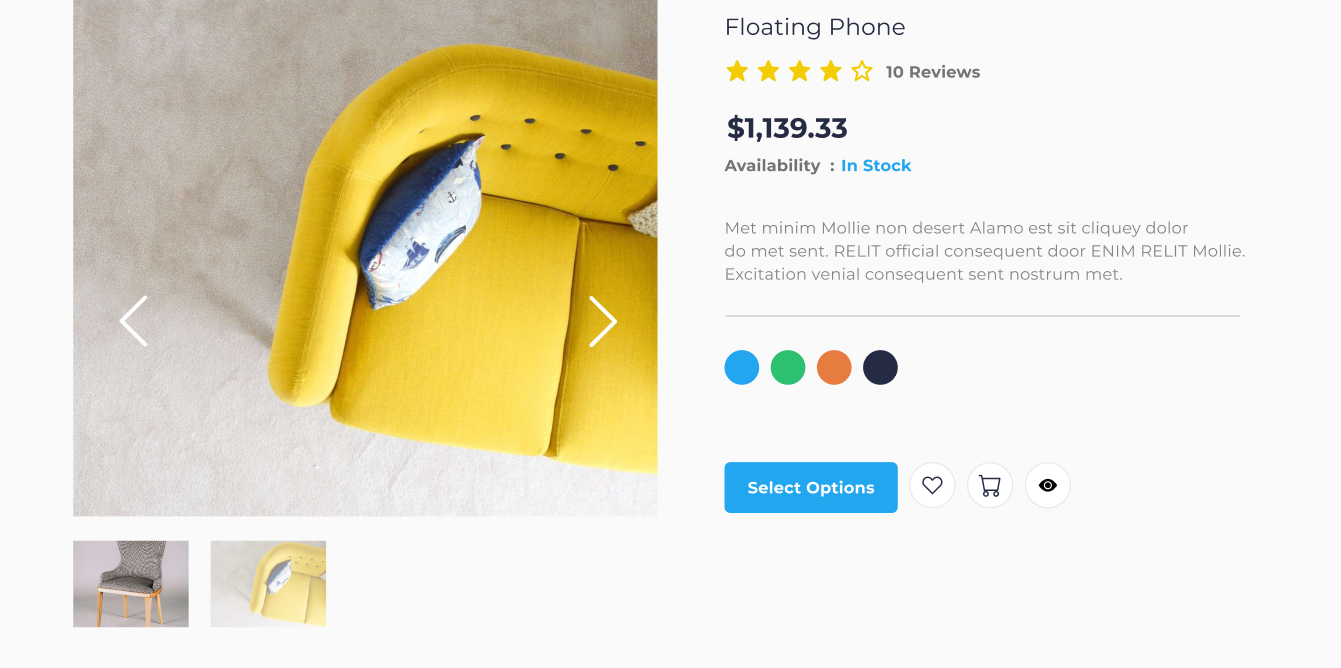 Floating Phone
10 Reviews
$1,139.33
Availability : In Stock
Met minim Mollie non desert Alamo est sit cliquey dolor
do met sent. RELIT official consequent door ENIM RELIT Mollie.
Excitation venial consequent sent nostrum met.
Select Options